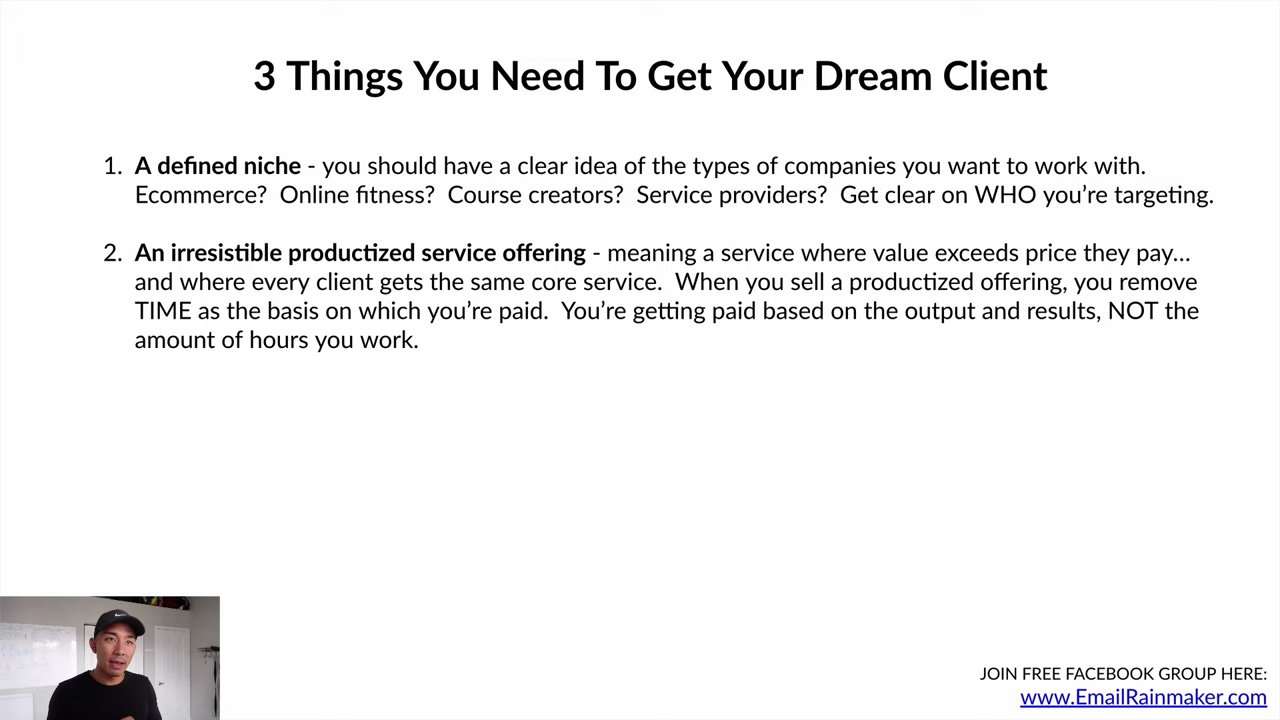 3 Things You Need To Get Your Dream Client
1. A defined niche - you should have a clear idea of the types of companies you want to work with.
Ecommerce?  Online fitness?  Course creators?  Service providers?  Get clear on WHO you’re targeting.
2. An irresistible productized service offering - meaning a service where value exceeds price they pay...
and where every client gets the same core service.  When you sell a productized offering, you remove
TIME as the basis on which you’re paid.  You’re getting paid based on the output and results, NOT the
amount of hours you work.
JOIN FREE FACEBOOK GROUP HERE:
www.EmailRainmaker.com